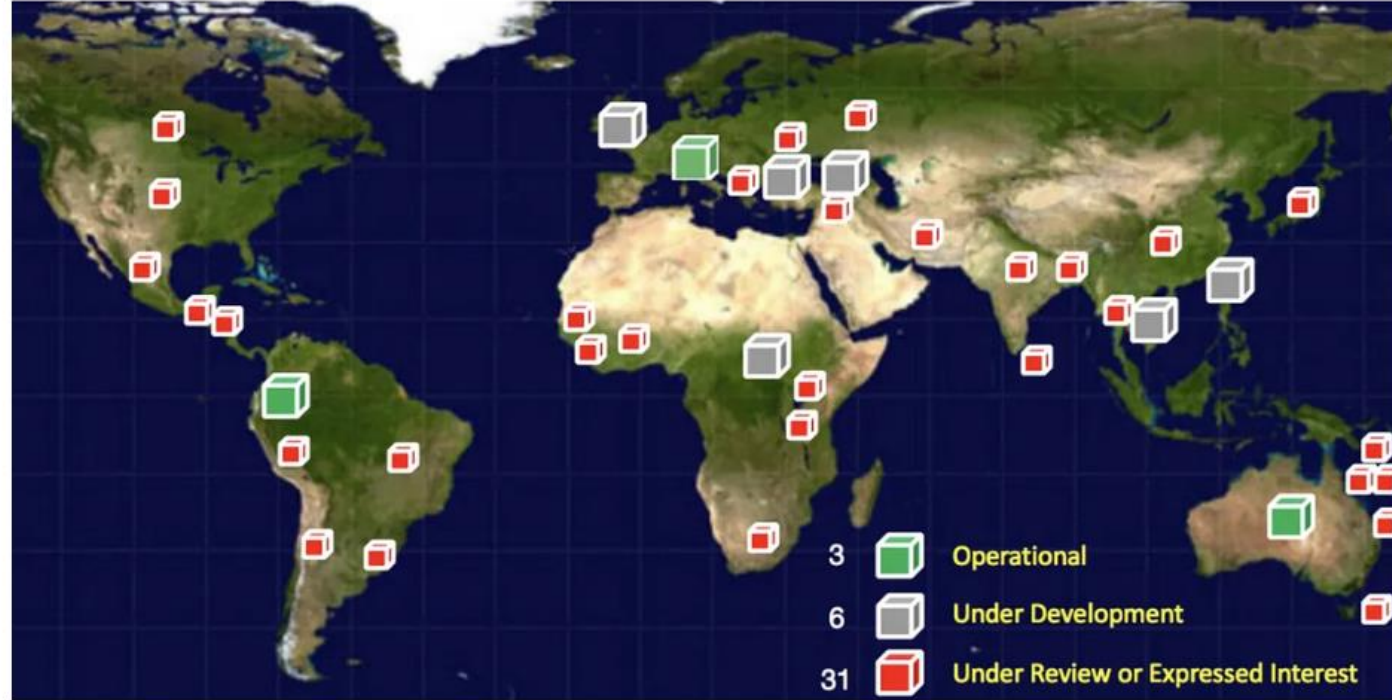 3 Operational
6 Under Development
31 Under Review or Expressed Interest